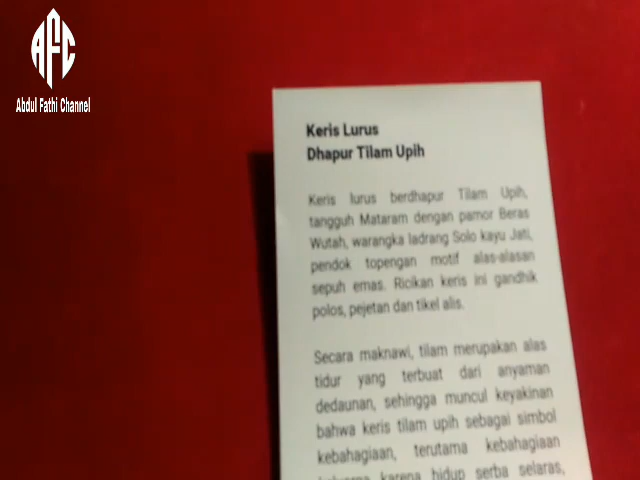 AFC
Abdul Fathi Channel
Keris Lurus
Dhapur Tilam Upih
Keris lurus berdhapur Tilam Upih,
tangguh Mataram dengan pamor Beras
Wutah, warangka ladrang Solo kayu Jati,
pendok topengan motif alas-alasan
sepuh emas. Ricikan keris ini gandhik
polos, pejetan dan tikel alis.
Secara maknawi, tilam merupakan alas
tidur yang terbuat dari anyaman
dedaunan, sehingga muncul keyakinan
bahwa keris tilam upih sebagai simbol
kebahagiaan, terutama kebahagiaan
keluarga karena hidup serba selaras,